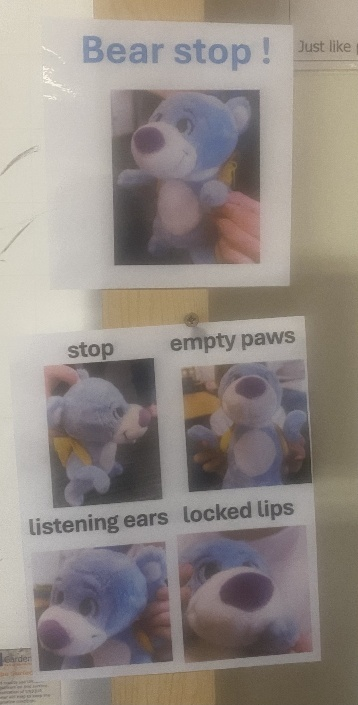 Bear stop !
Just like
stop
empty paws
listening ears
locked lips